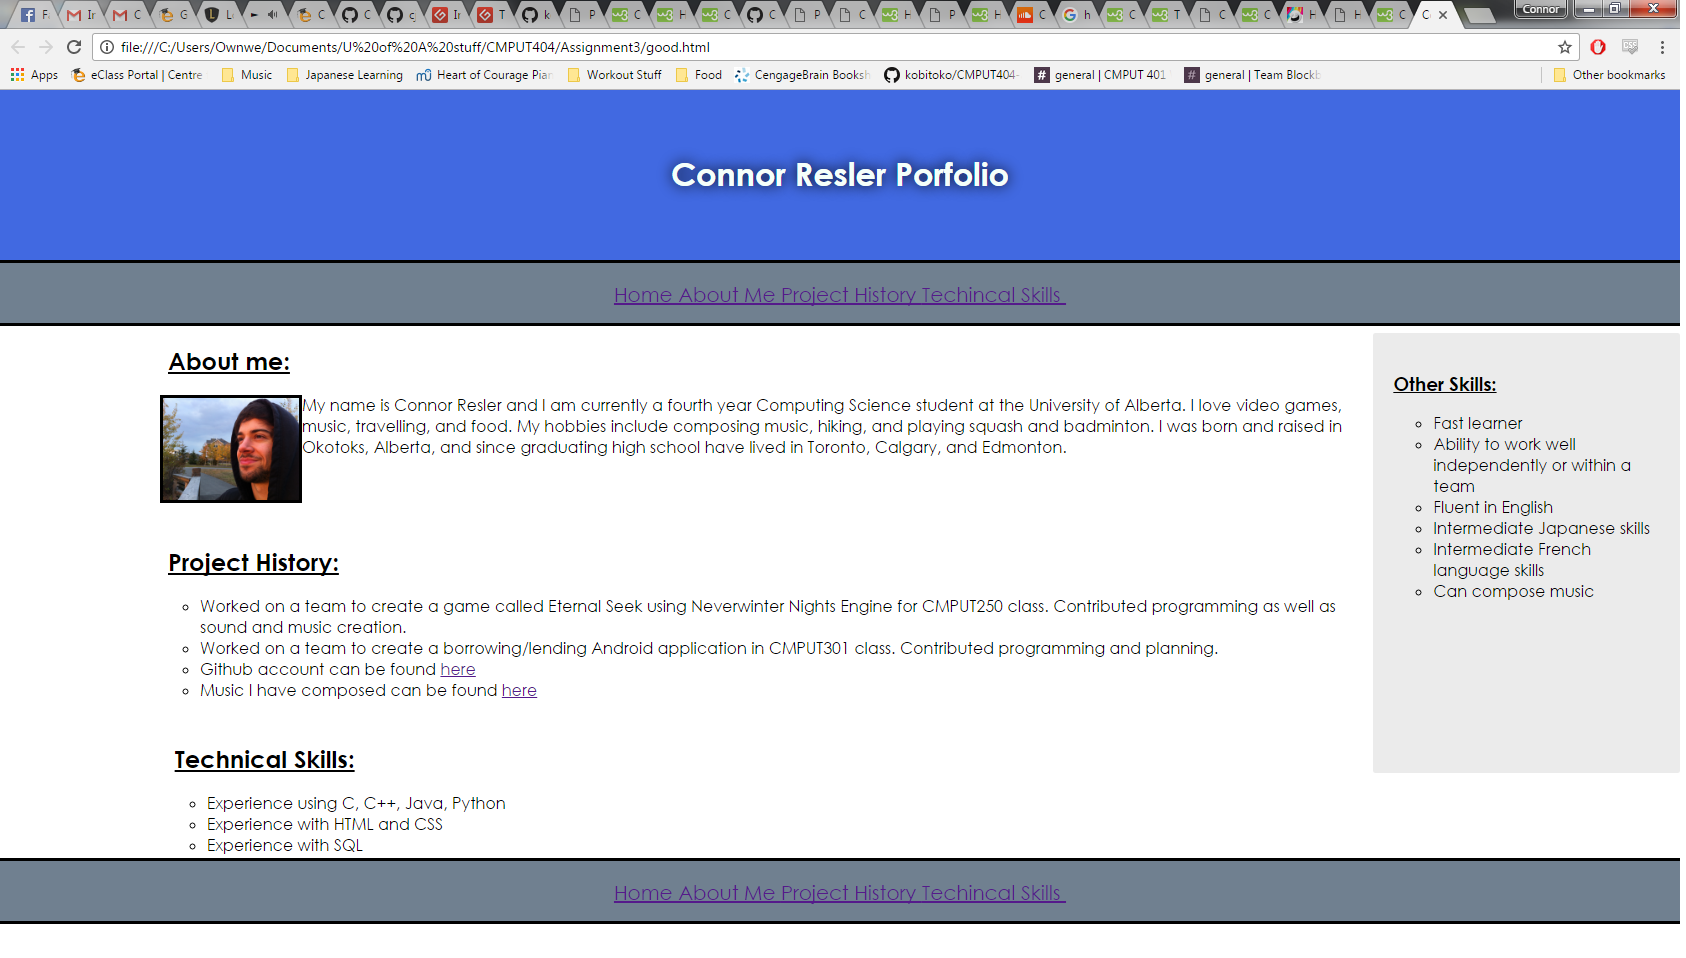 F
Ir
C
G
L
C
C
cj
Ir
T
k
P
C
H
C
P
C
H
P
H
C
C
P
C
H
P
H
C
h
C
T
C
C
H
H
C
C
Connor
file:///C:/Users/Ownwe/Documents/U%20of%20A%20stuff/CMPUT404/Assignment3/good.html
Apps eClass Portal | Centre Music Japanese Learning Heart of Courage Pian Workout Stuff Food CengageBrain Booksh kobitoko/CMPUT404- general | CMPUT 401 general | Team Blockb Other bookmarks
Connor Resler Porfolio
Home About Me Project History Techincal Skills
About me:
My name is Connor Resler and I am currently a fourth year Computing Science student at the University of Alberta. I love video games,
music, travelling, and food. My hobbies include composing music, hiking, and playing squash and badminton. I was born and raised in
Okotoks, Alberta, and since graduating high school have lived in Toronto, Calgary, and Edmonton.
Project History:
Worked on a team to create a game called Eternal Seek using Neverwinter Nights Engine for CMPUT250 class. Contributed programming as well as
sound and music creation.
Worked on a team to create a borrowing/lending Android application in CMPUT301 class. Contributed programming and planning.
Github account can be found here
Music I have composed can be found here
Technical Skills:
Experience using C, C++, Java, Python
Experience with HTML and CSS
Experience with SQL
Other Skills:
Fast learner
Ability to work well
independently or within a
team
Fluent in English
Intermediate Japanese skills
Intermediate French
language skills
Can compose music
Home About Me Project History Techincal Skills